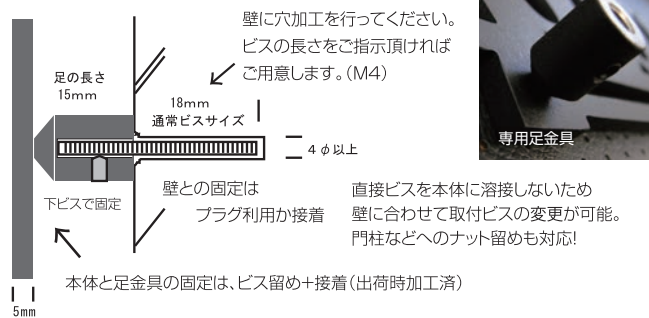 壁に穴加工を行ってください。
ビスの長さをご指示頂ければ
ご用意します。(M4)
足の長さ
15mm
18mm
通常ビスサイズ
4φ以上
専用足金具
下ビスで固定
壁との固定は
プラグ利用か接着
直接ビスを本体に溶接しないため
壁に合わせて取付ビスの変更が可能。
門柱などへのナット留めも対応!
本体と足金具の固定は、ビス留め+接着(出荷時加工済)
5mm